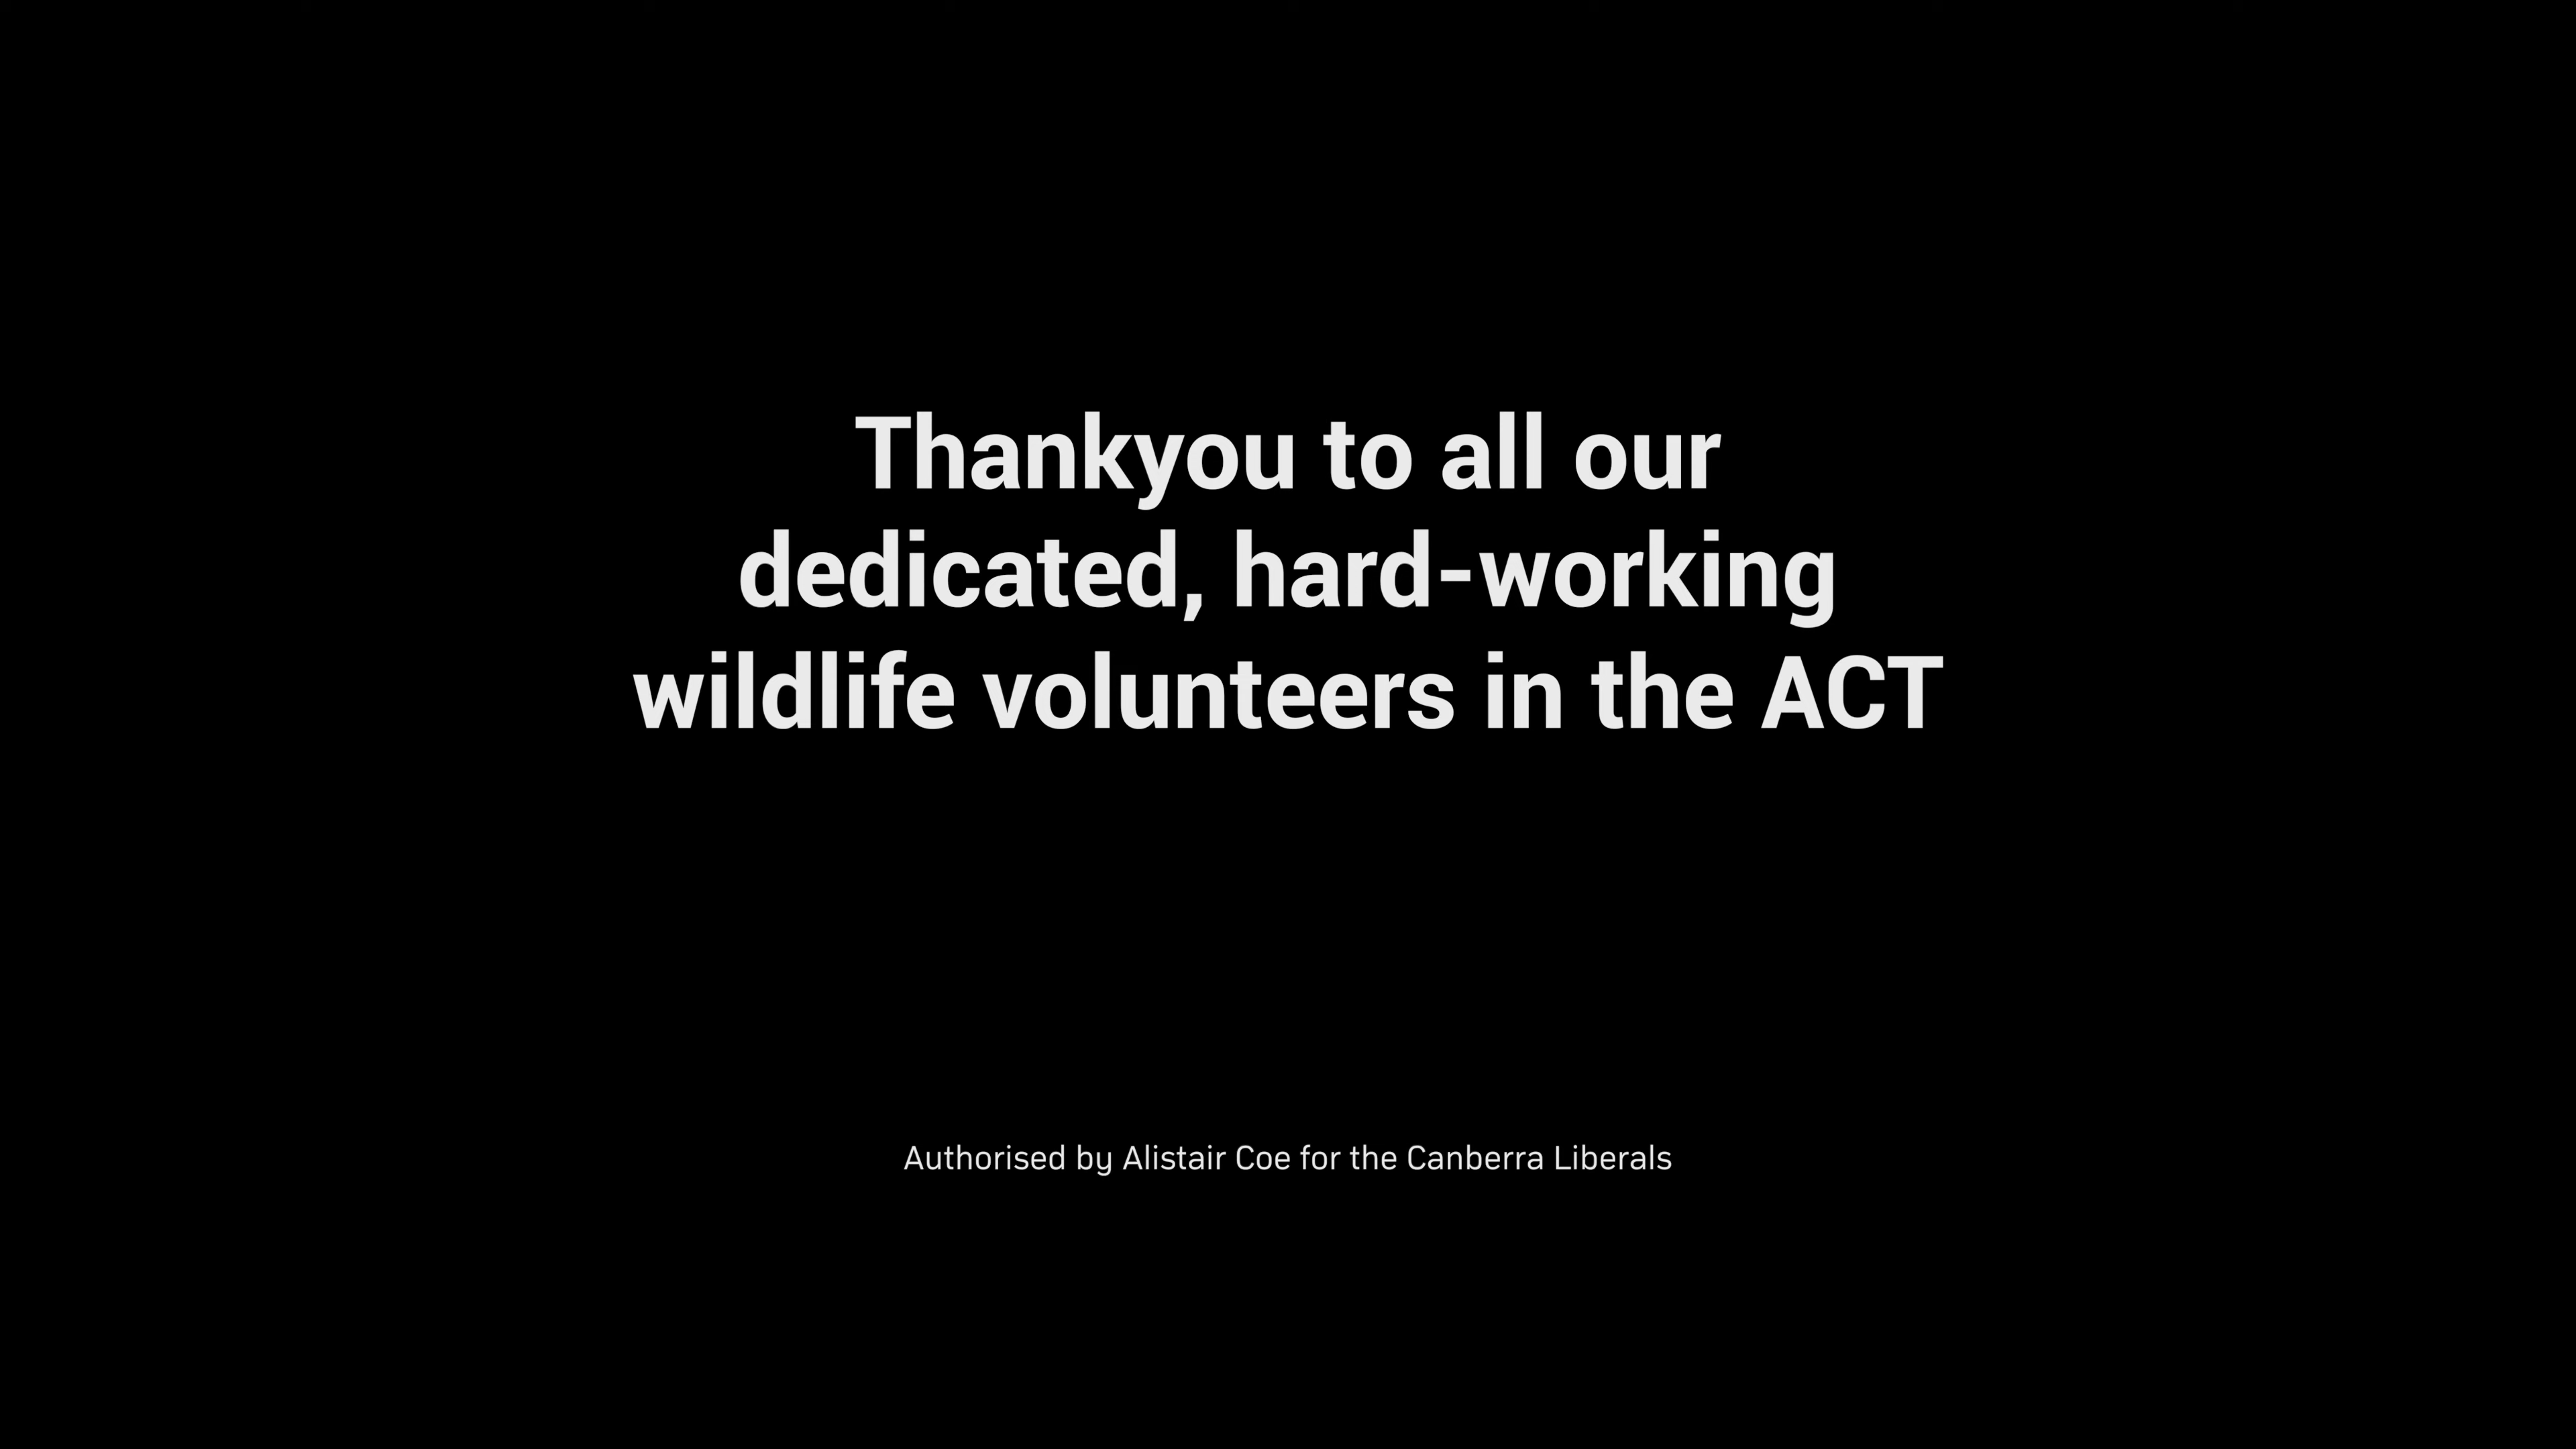 Thankyou to all our
dedicated, hard-working
wildlife volunteers in the ACT
Authorised by Alistair Coe for the Canberra Liberals